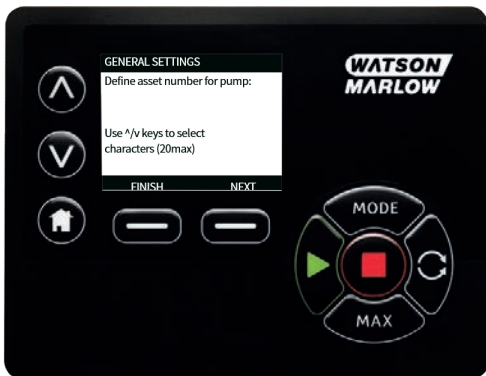 GENERAL SETTINGS
Define asset number for pump:
Use ^/v keys to select
characters (20max)
FINISH NEXT
WATSON
MARLOW
MODE
MAX